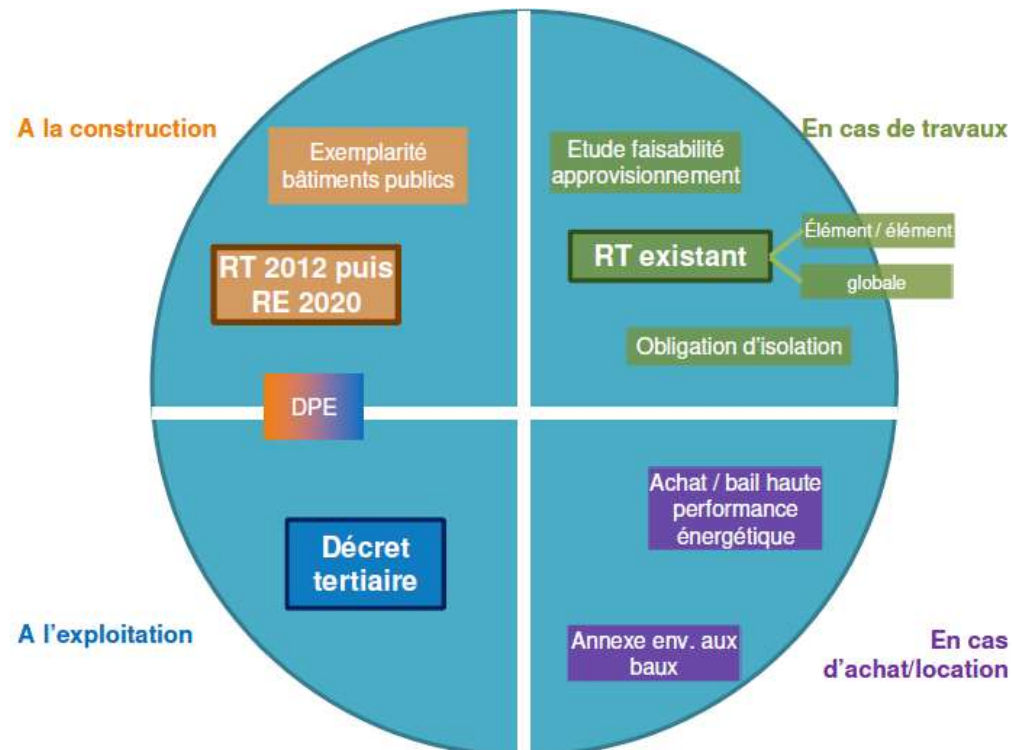 A la construction
Exemplarité
bâtiments publics
RT 2012 puis
RE 2020
DPE
En cas de travaux
Etude faisabilité
approvisionnement
RT existant
Élément / élément
globale
Obligation d'isolation
A l'exploitation
Décret
tertiaire
Achat / bail haute
performance
énergétique
Annexe env. aux
baux
En cas
d'achat/location